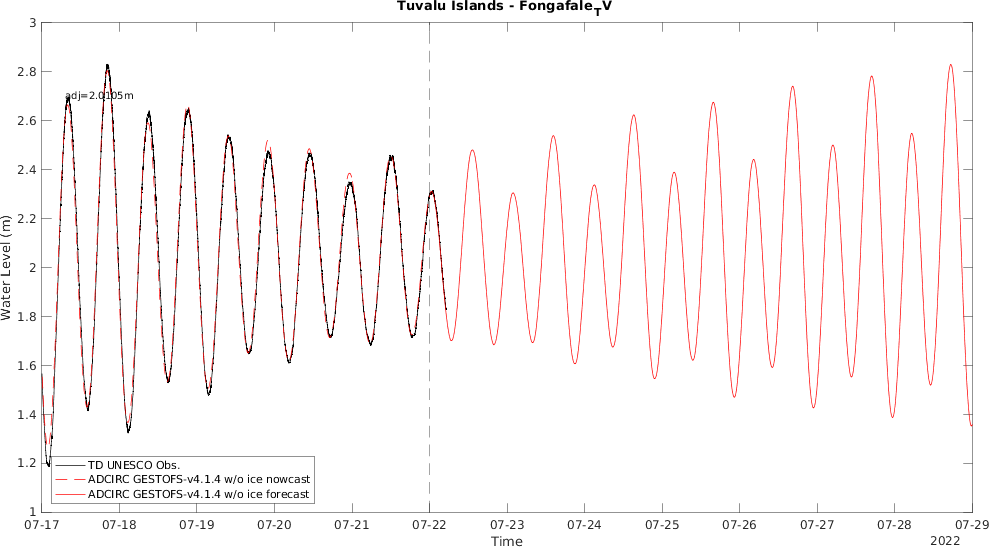 Tuvalu Islands - Fongafale_TV
adj=2.0105m
Water Level (m)
3
2.8
2.6
2.4
2.2
2
1.8
1.6
1.4
1.2
1
TD UNESCO Obs.
ADCIRC GESTOFS-v4.1.4 w/o ice nowcast
ADCIRC GESTOFS-v4.1.4 w/o ice forecast
07-17 07-18 07-19 07-20 07-21 07-22 07-23 07-24 07-25 07-26 07-27 07-28 07-29
Time
2022